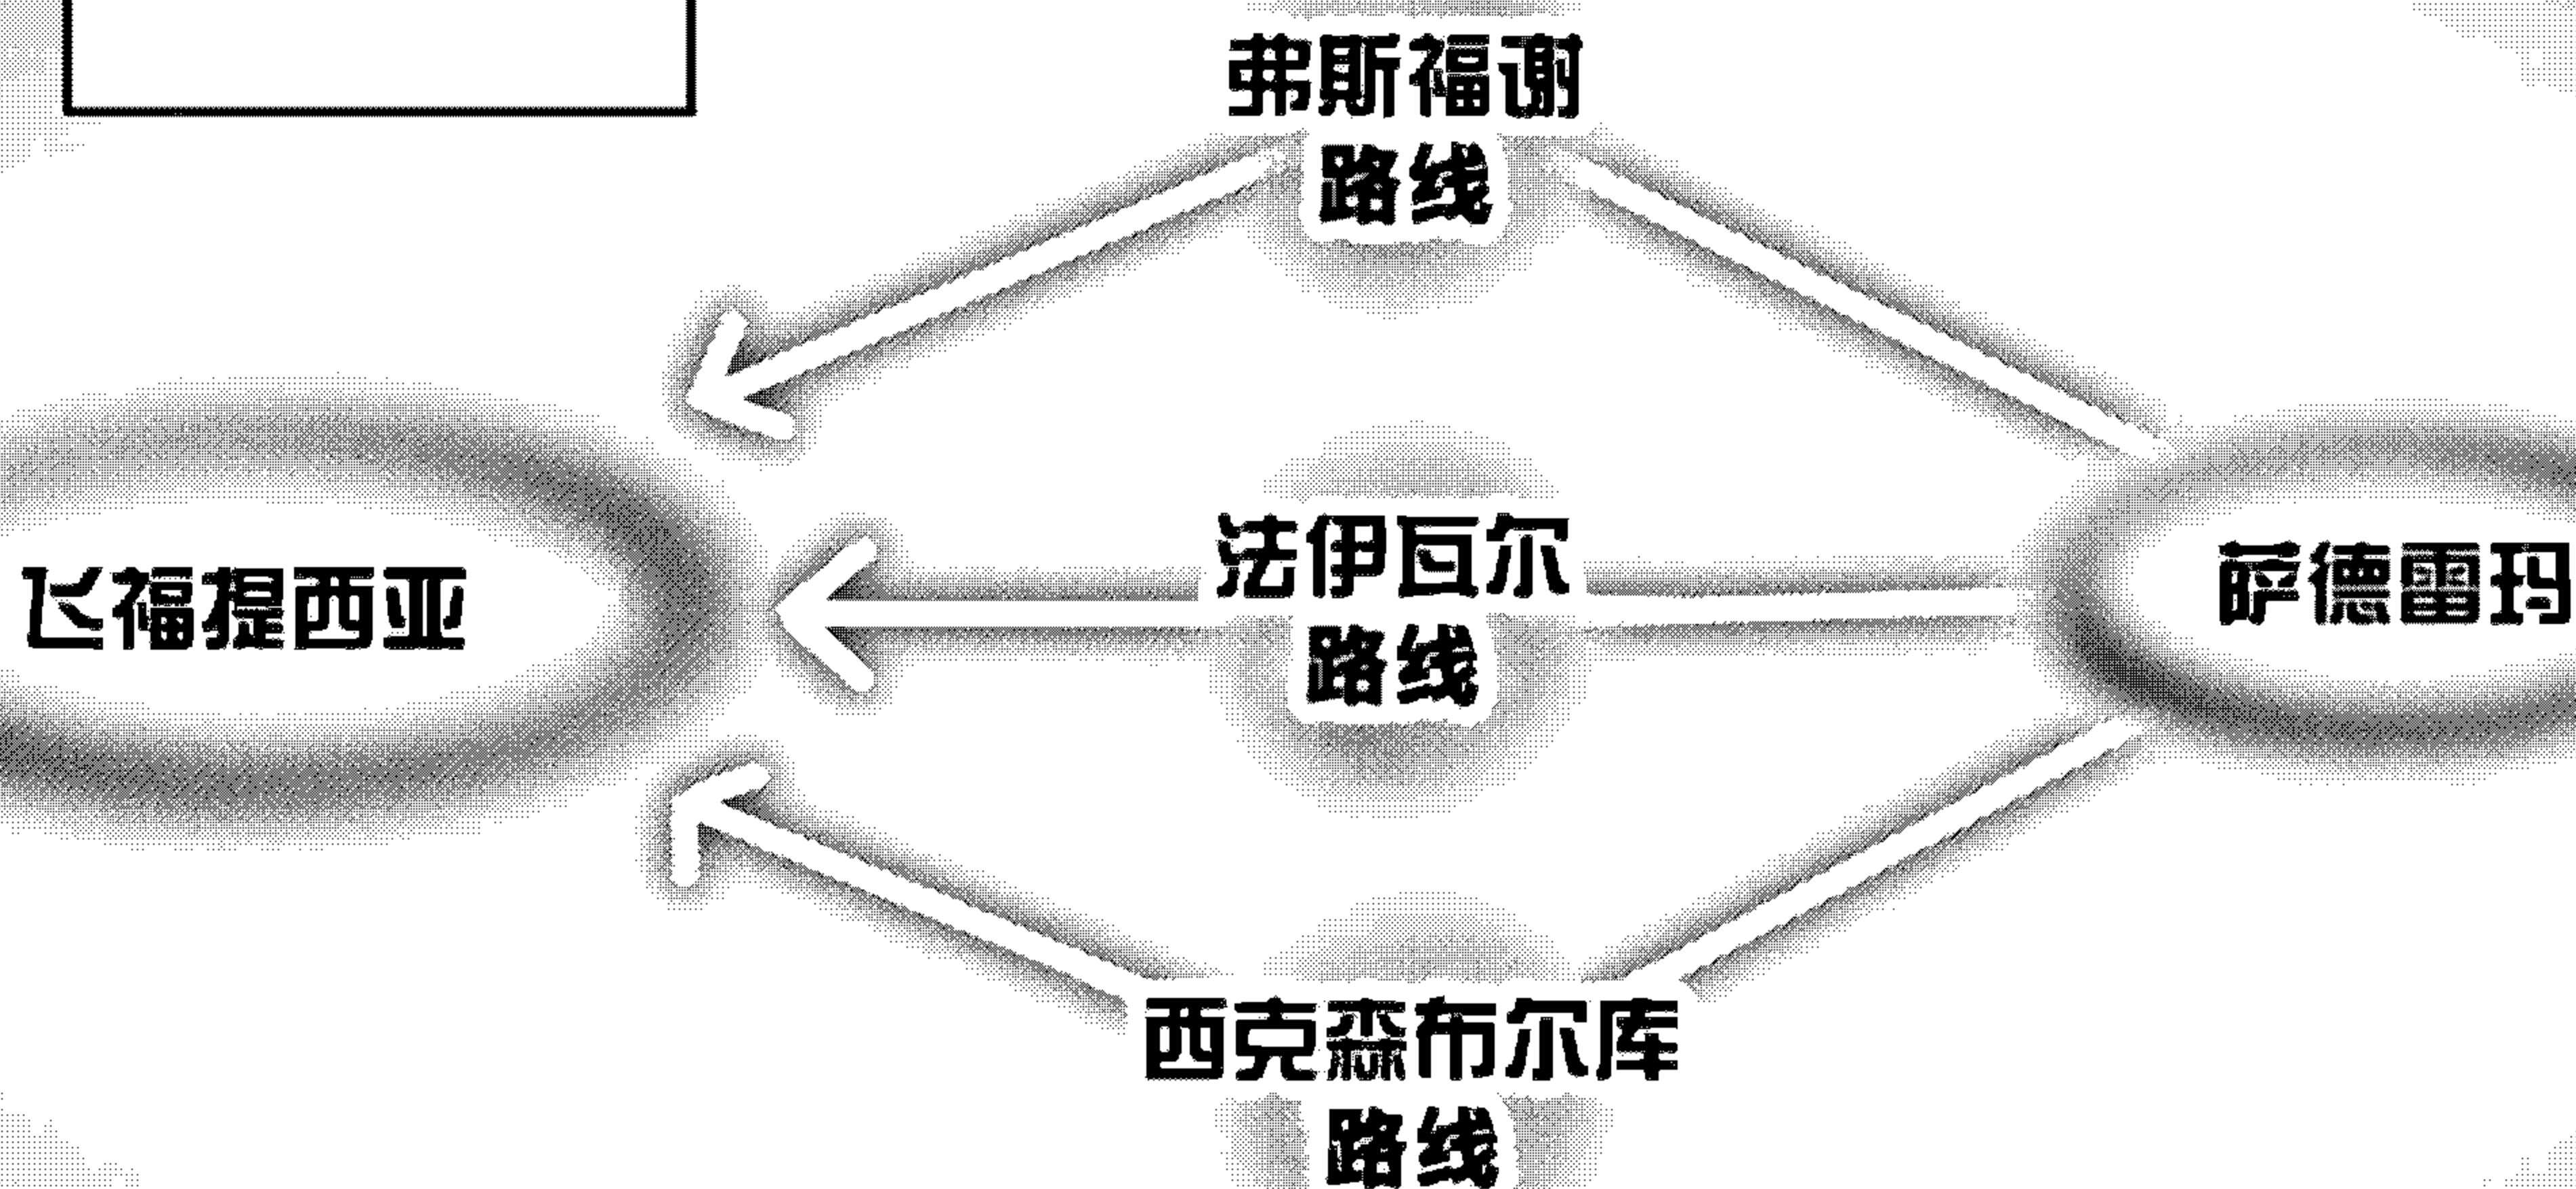 弗斯福谢
路线
飞福提西亚
法伊瓦尔
路线
萨德雷玛
西克森布尔库
路线